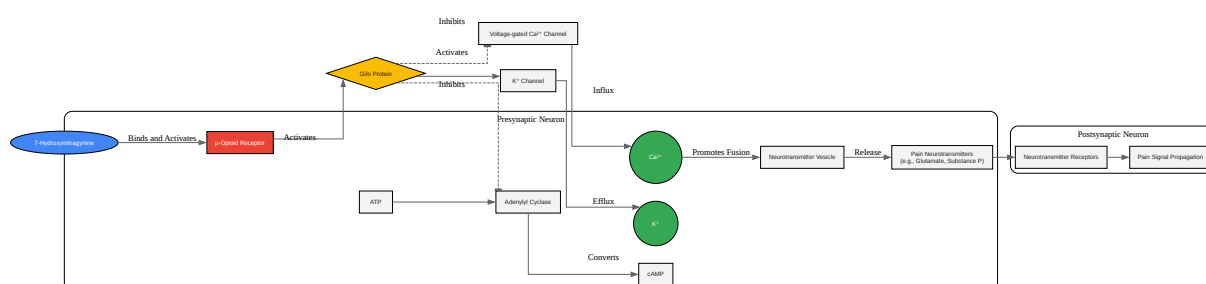 Inhibits
Voltage-gated Ca²⁺ Channel
Activates
Gi/o Protein
K⁺ Channel
Inhibits
Influx
Presynaptic Neuron
7-Hydroxymitragynine
Binds and Activates
μ-Opioid Receptor
Activates
Ca²⁺
Promotes Fusion
Neurotransmitter Vesicle
Release
Pain Neurotransmitters
(e.g., Glutamate, Substance P)
Postsynaptic Neuron
Neurotransmitter Receptors
Pain Signal Propagation
ATP
Adenylyl Cyclase
Efflux
K⁺
Converts
cAMP